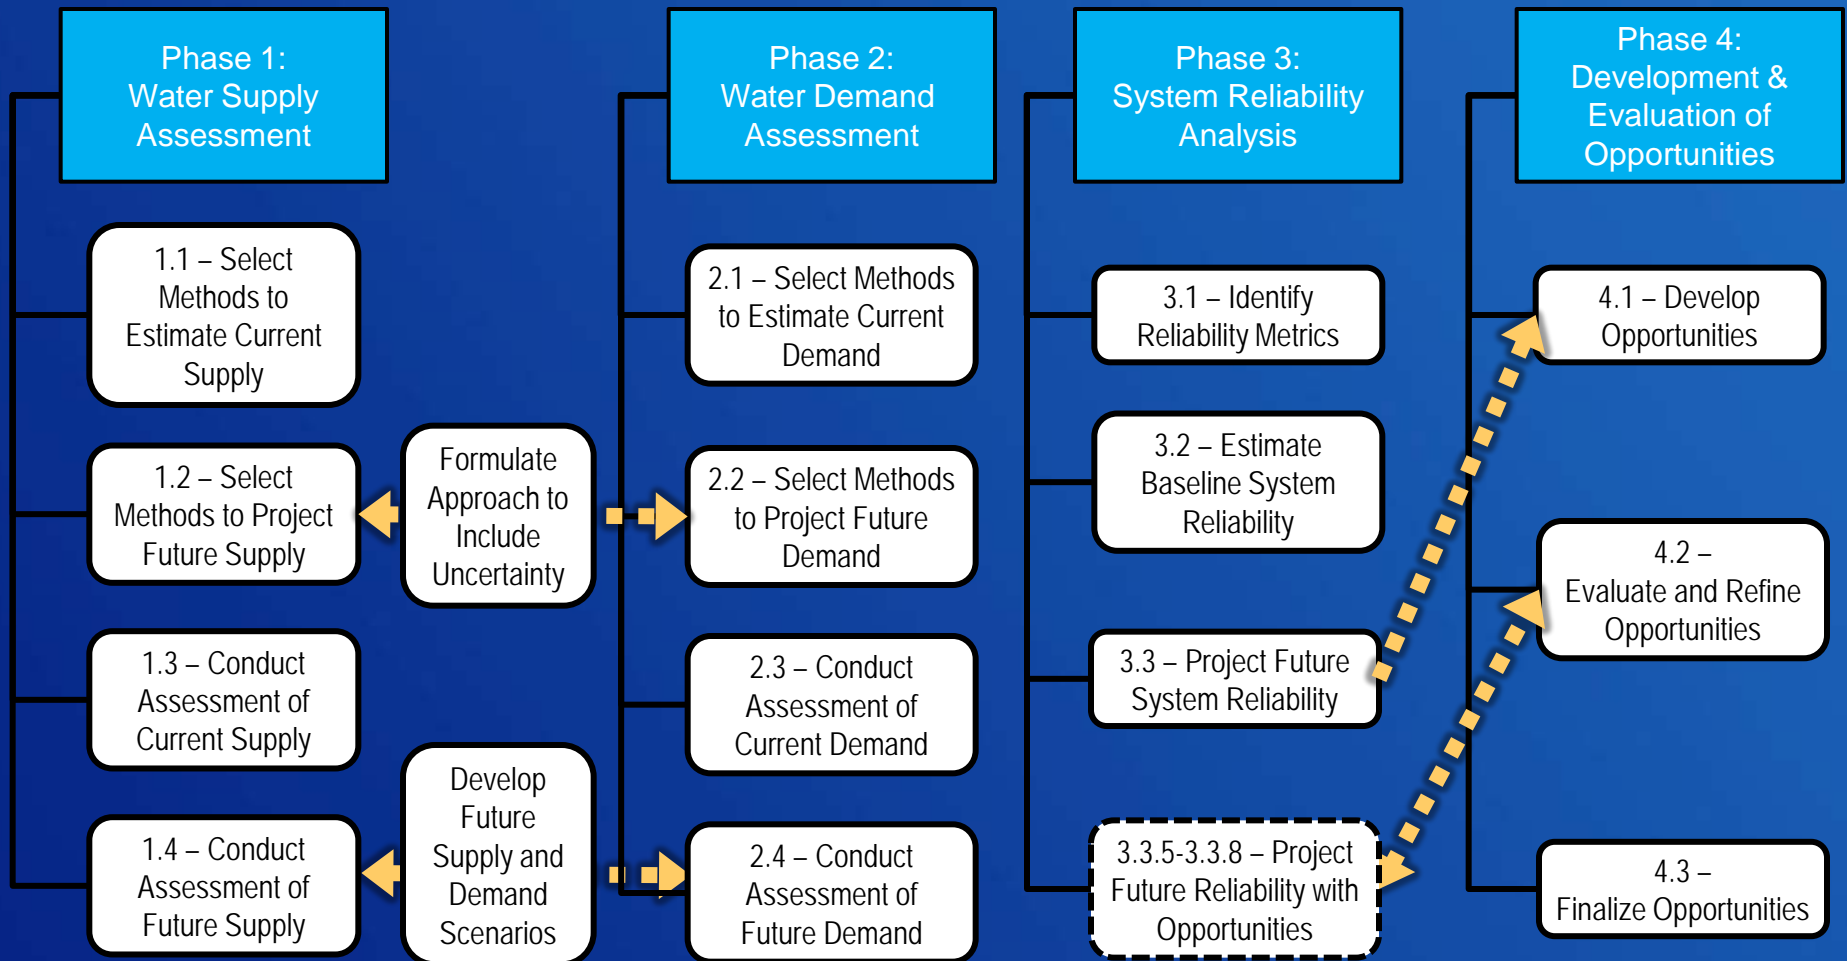 Phase 1:
Water Supply
Assessment
Phase 2:
Water Demand
Assessment
Phase 3:
System Reliability
Analysis
Phase 4:
Development &
Evaluation of
Opportunities
1.1 – Select
Methods to
Estimate Current
Supply
1.2 – Select
Methods to Project
Future Supply
1.3 – Conduct
Assessment of
Current Supply
1.4 – Conduct
Assessment of
Future Supply
Formulate
Approach to
Include
Uncertainty
Develop
Future
Supply and
Demand
Scenarios
2.1 – Select Methods
to Estimate Current
Demand
2.2 – Select Methods
to Project Future
Demand
2.3 – Conduct
Assessment of
Current Demand
2.4 – Conduct
Assessment of
Future Demand
3.1 – Identify
Reliability Metrics
3.2 – Estimate
Baseline System
Reliability
3.3 – Project Future
System Reliability
3.3.5-3.3.8 – Project
Future Reliability with
Opportunities
4.1 – Develop
Opportunities
4.2 –
Evaluate and Refine
Opportunities
4.3 –
Finalize Opportunities